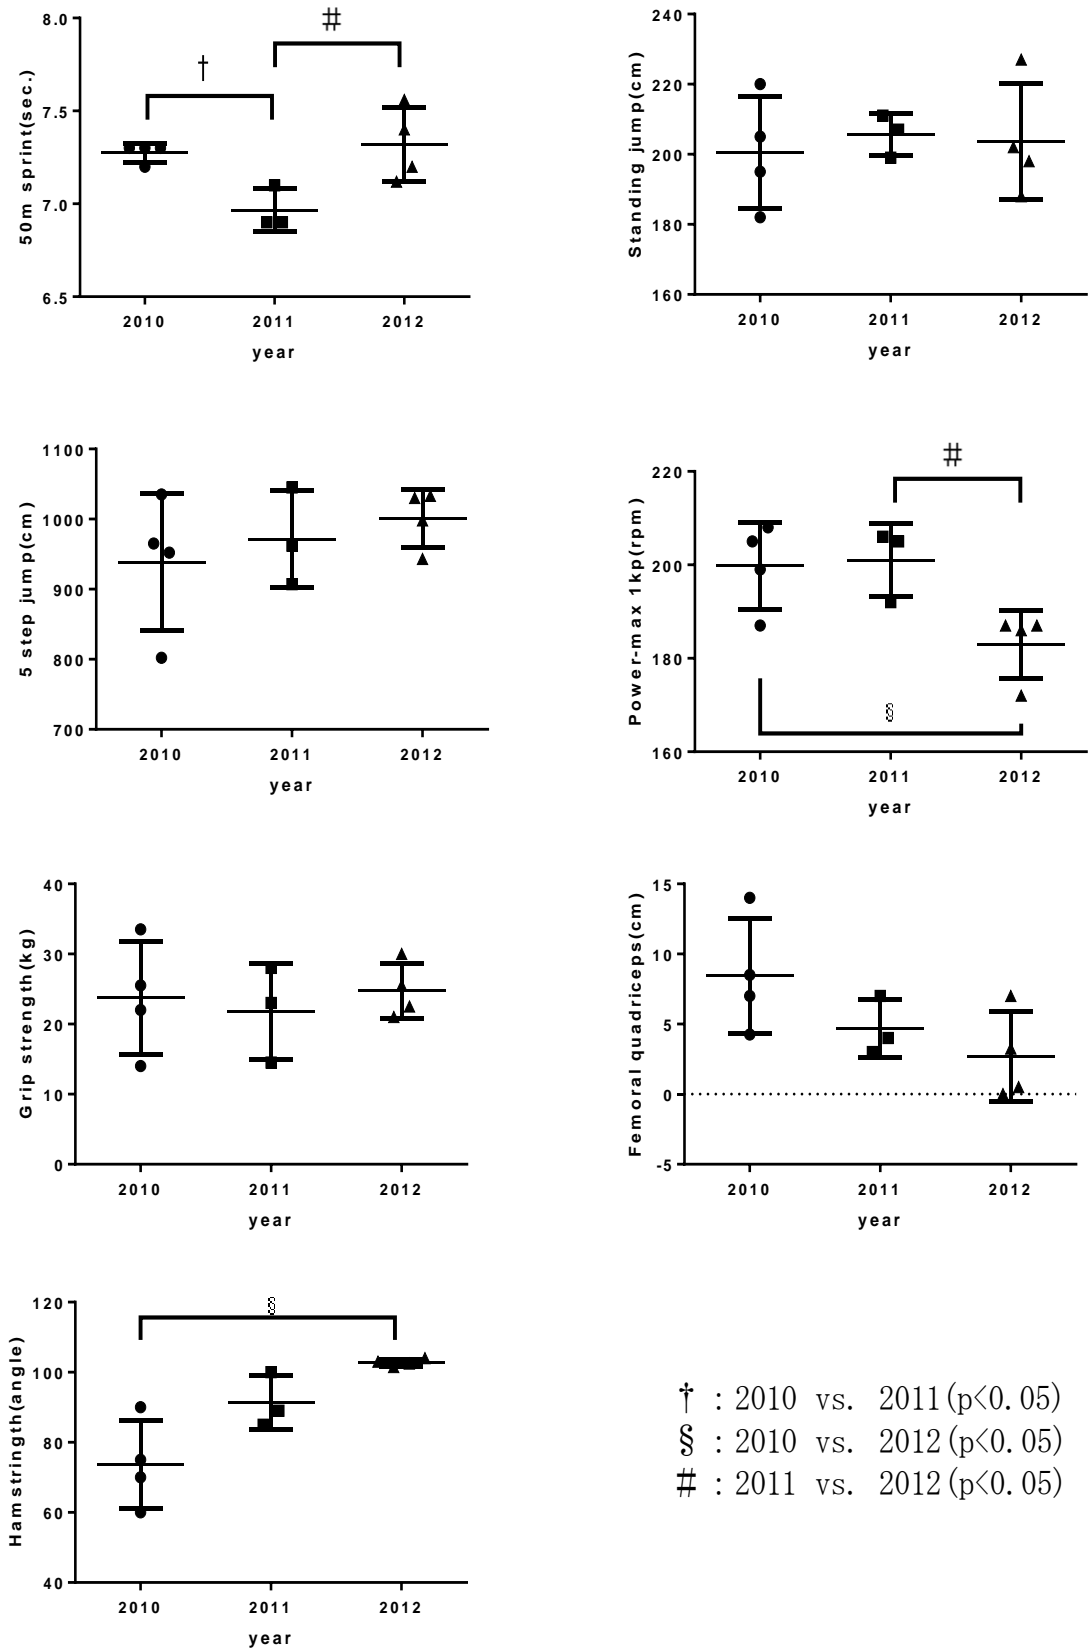 8.0
7.5
7.0
6.5
50m sprint(sec.)
†
#
2010 2011 2012
year
240
220
200
180
160
Standing jump(cm)
2010 2011 2012
year
1100
1000
900
800
700
5 step jump(cm)
2010 2011 2012
year
220
200
180
160
Power-max 1kp(rpm)
#
§
2010 2011 2012
year
40
30
20
10
0
Grip strength(kg)
2010 2011 2012
year
15
10
5
0
-5
Femoral quadriceps(cm)
2010 2011 2012
year
120
100
80
60
40
Hamstrength(angle)
§
2010 2011 2012
year
† : 2010 vs. 2011(p<0.05)
§ : 2010 vs. 2012(p<0.05)
# : 2011 vs. 2012(p<0.05)